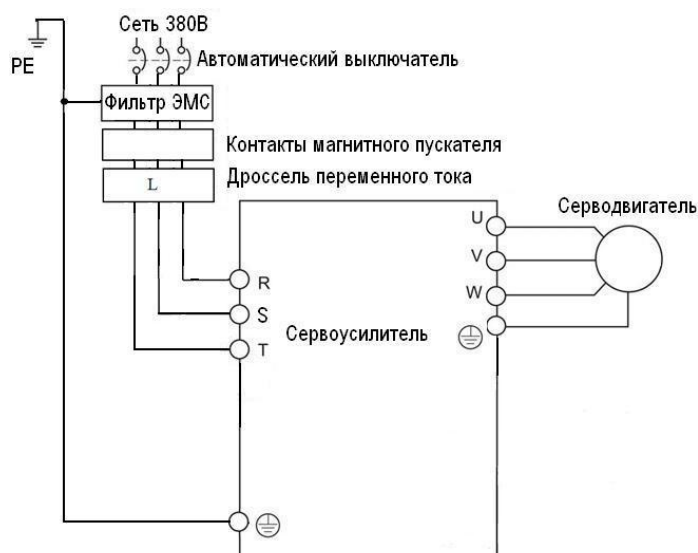 Сеть 380В
PE
Автоматический выключатель
Фильтр ЭМС
Контакты магнитного пускателя
L
Дроссель переменного тока
Серводвигатель
U
V
W
R
S
T
Сервоусилитель